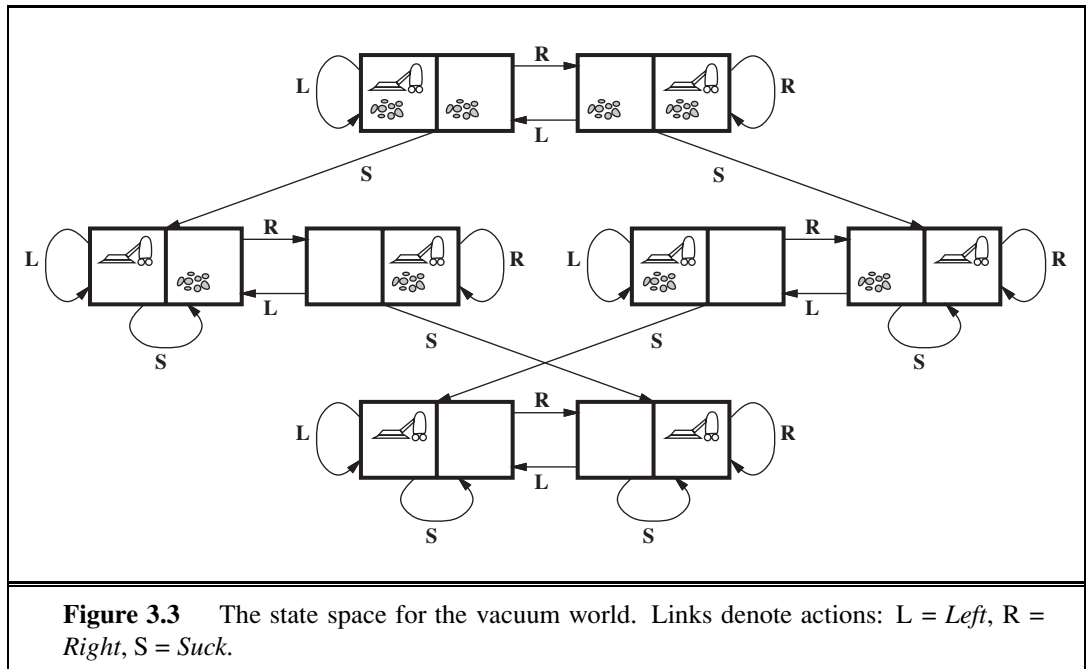 R
L R
L
S S
R R
L R L R
L L
S S
S S
R
L R
L
S S
Figure 3.3 The state space for the vacuum world. Links denote actions: L = Left, R =
Right, S = Suck.